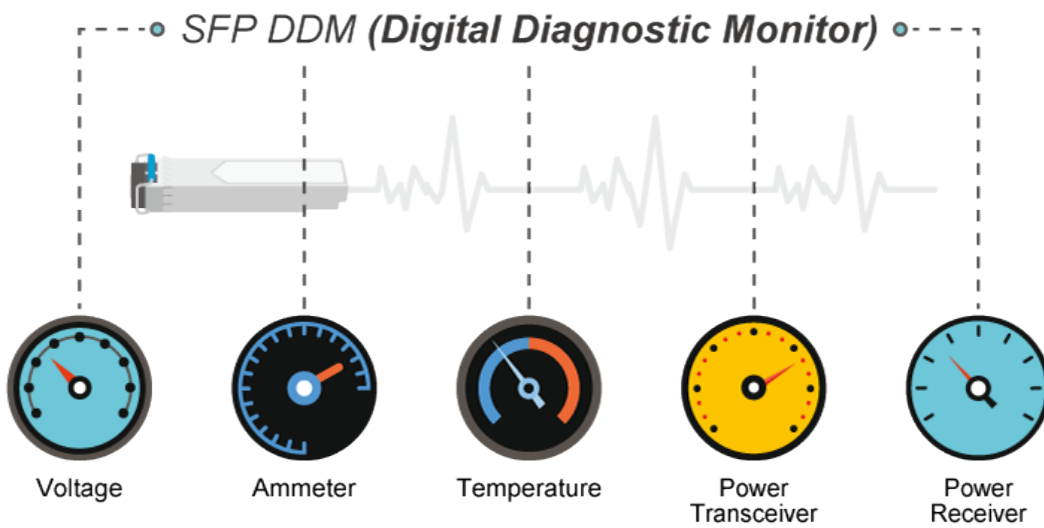 SFP DDM (Digital Diagnostic Monitor)
Voltage
Ammeter
Temperature
Power
Transceiver
Power
Receiver